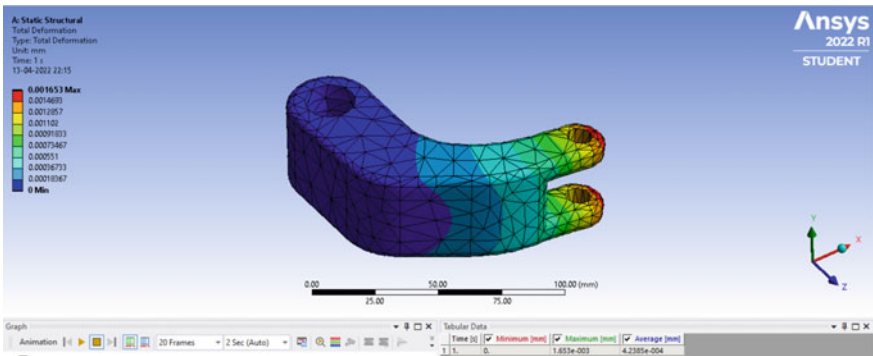 A: Static Structural
Total Deformation
Type: Total Deformation
Unit: mm
Time: 1 s
13-04-2022 22:15
0.001653 Max
0.0014693
0.0012857
0.001102
0.00091833
0.00073467
0.000551
0.00036733
0.00018367
0 Min
Ansys
2022 R1
STUDENT
Y
X
Z
0.00 50.00 100.00 (mm)
25.00 75.00
Graph
Animation 20 Frames 2 Sec (Auto)
Tabular Data
Time [s] Minimum [mm] Maximum [mm] Average [mm]
1 1. 0. 1.653e-003 4.2385e-004